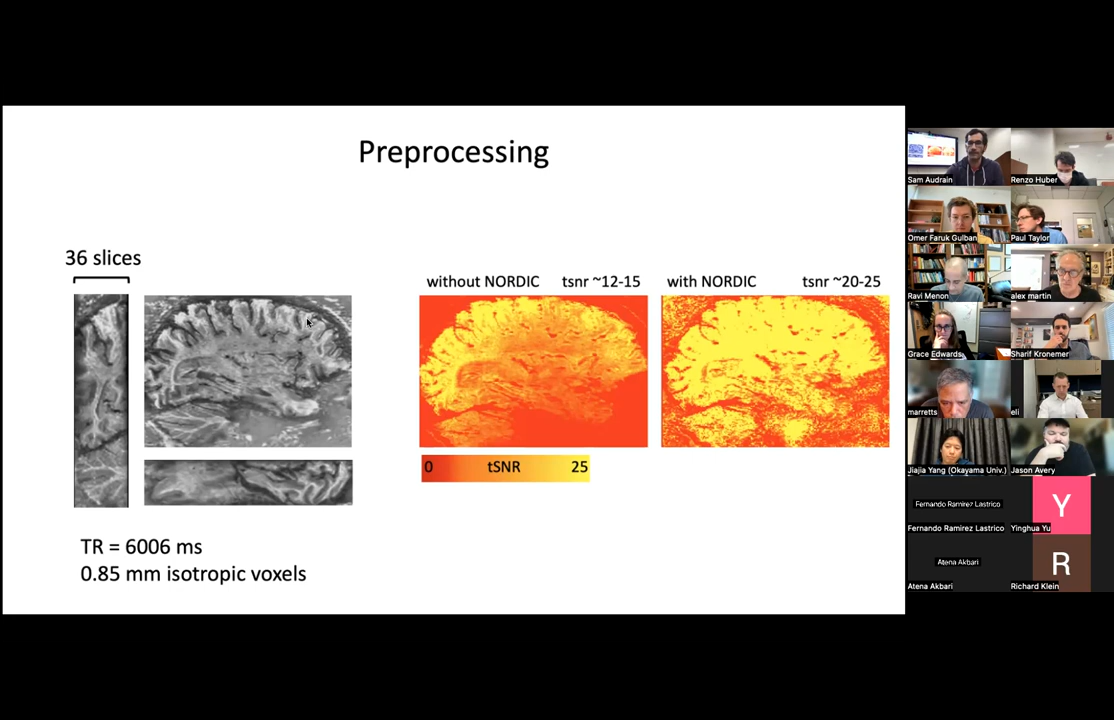 Preprocessing
36 slices
without NORDIC tsnr ~12-15
with NORDIC tsnr ~20-25
0 tSNR 25
TR = 6006 ms
0.85 mm isotropic voxels
Sam Audrain
Renzo Huber
Omer Faruk Gulban
Paul Taylor
Ravi Menon
alex martin
Grace Edwards
Sharif Kronemer
marretts
eli
Jiajia Yang (Okayama Univ.)
Jason Avery
Fernando Ramirez Lastrico
Fernando Ramirez Lastrico
Y
Yinghua Yu
Atena Akbari
Atena Akbari
R
Richard Klein